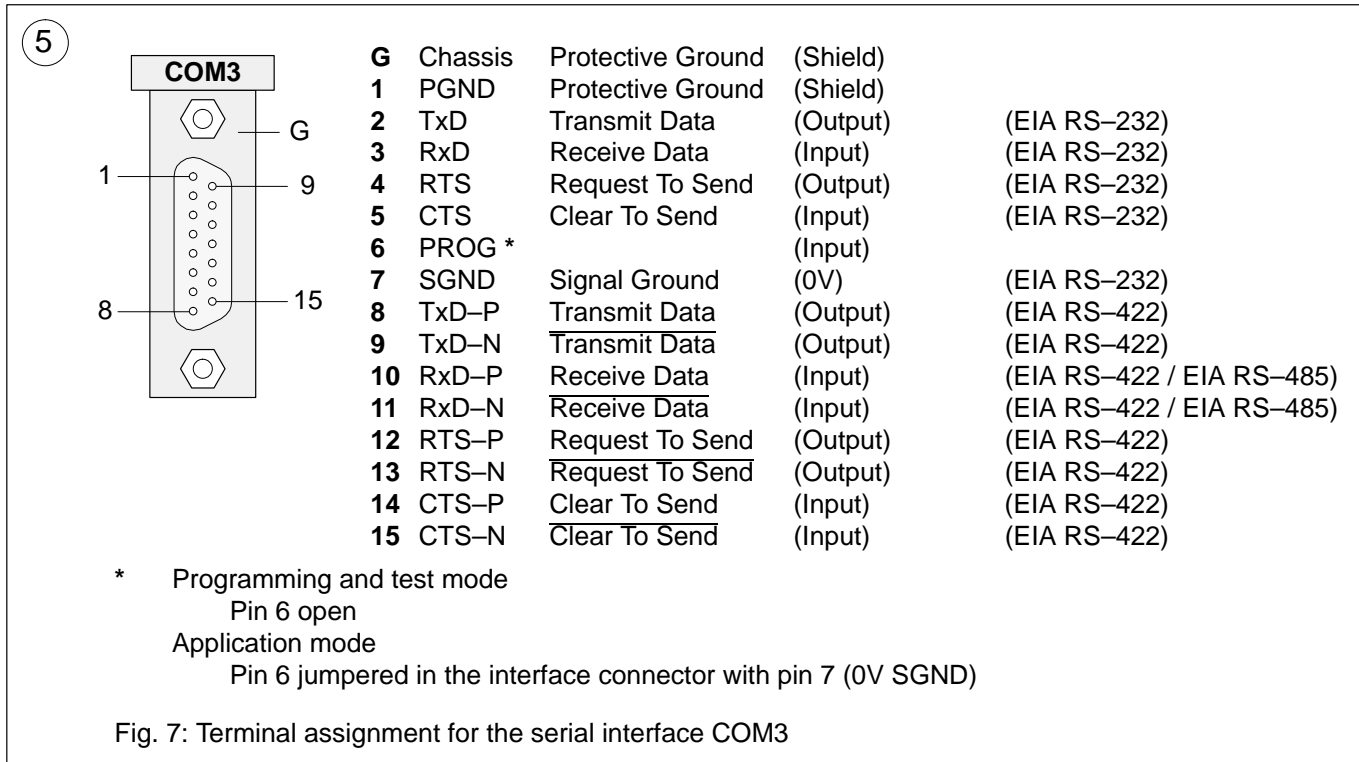 5
COM3
G
1
9
8
15
G Chassis Protective Ground (Shield)
1 PGND Protective Ground (Shield)
2 TxD Transmit Data (Output) (EIA RS–232)
3 RxD Receive Data (Input) (EIA RS–232)
4 RTS Request To Send (Output) (EIA RS–232)
5 CTS Clear To Send (Input) (EIA RS–232)
6 PROG * (Input)
7 SGND Signal Ground (0V) (EIA RS–232)
8 TxD–P Transmit Data (Output) (EIA RS–422)
9 TxD–N Transmit Data (Output) (EIA RS–422)
10 RxD–P Receive Data (Input) (EIA RS–422 / EIA RS–485)
11 RxD–N Receive Data (Input) (EIA RS–422 / EIA RS–485)
12 RTS–P Request To Send (Output) (EIA RS–422)
13 RTS–N Request To Send (Output) (EIA RS–422)
14 CTS–P Clear To Send (Input) (EIA RS–422)
15 CTS–N Clear To Send (Input) (EIA RS–422)
* Programming and test mode
Pin 6 open
Application mode
Pin 6 jumpered in the interface connector with pin 7 (0V SGND)
Fig. 7: Terminal assignment for the serial interface COM3